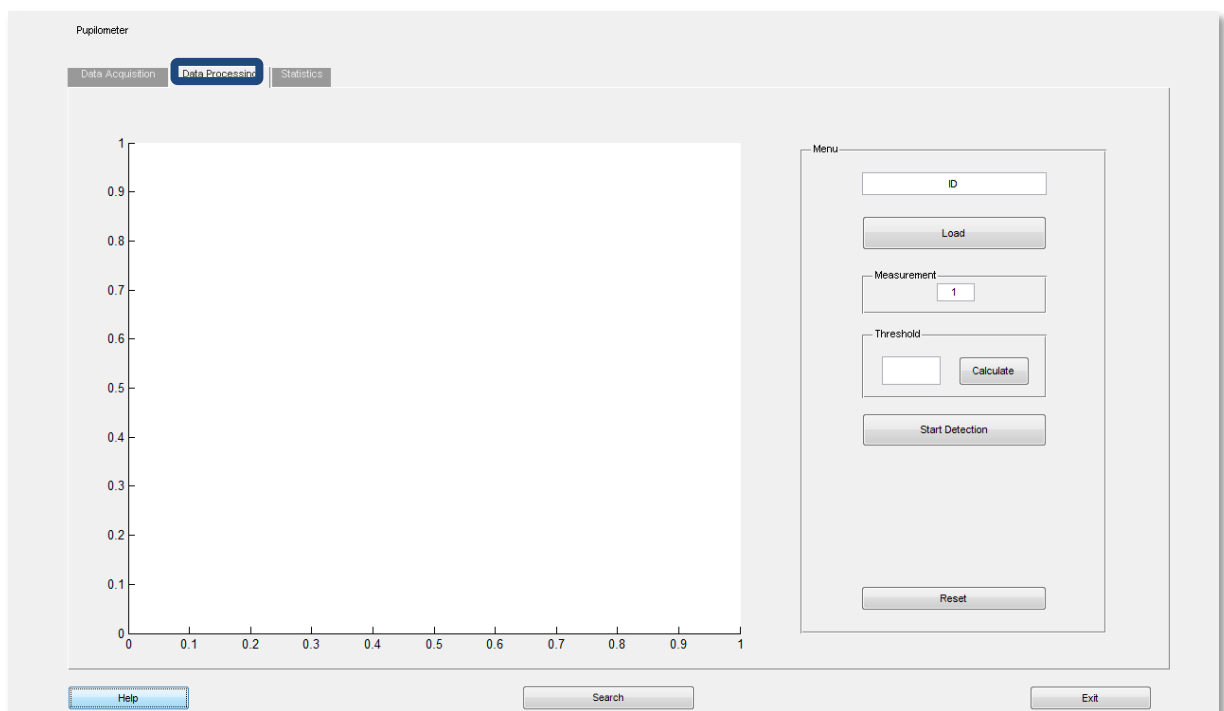 Pupilometer
Data Acquisition Data Processing Statistics
Menu
ID
Load
Measurement
1
Threshold
Calculate
Start Detection
Reset
1
0.9
0.8
0.7
0.6
0.5
0.4
0.3
0.2
0.1
0
0 0.1 0.2 0.3 0.4 0.5 0.6 0.7 0.8 0.9 1
Help Search Exit